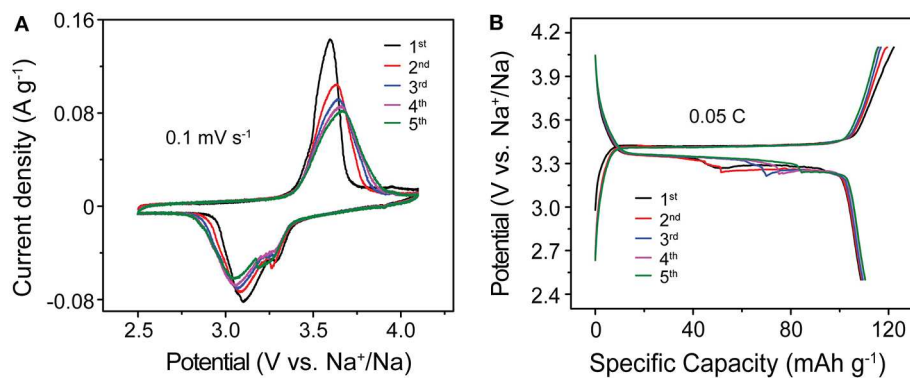 A
Current density (A g⁻¹)
0.16
0.08
0
-0.08
0.1 mV s⁻¹
1ˢᵗ
2ⁿᵈ
3ʳᵈ
4ᵗʰ
5ᵗʰ
2.5 3.0 3.5 4.0
Potential (V vs. Na⁺/Na)
B
Potential (V vs. Na⁺/Na)
4.2
3.9
3.6
3.3
3.0
2.7
2.4
0.05 C
1ˢᵗ
2ⁿᵈ
3ʳᵈ
4ᵗʰ
5ᵗʰ
0 40 80 120
Specific Capacity (mAh g⁻¹)